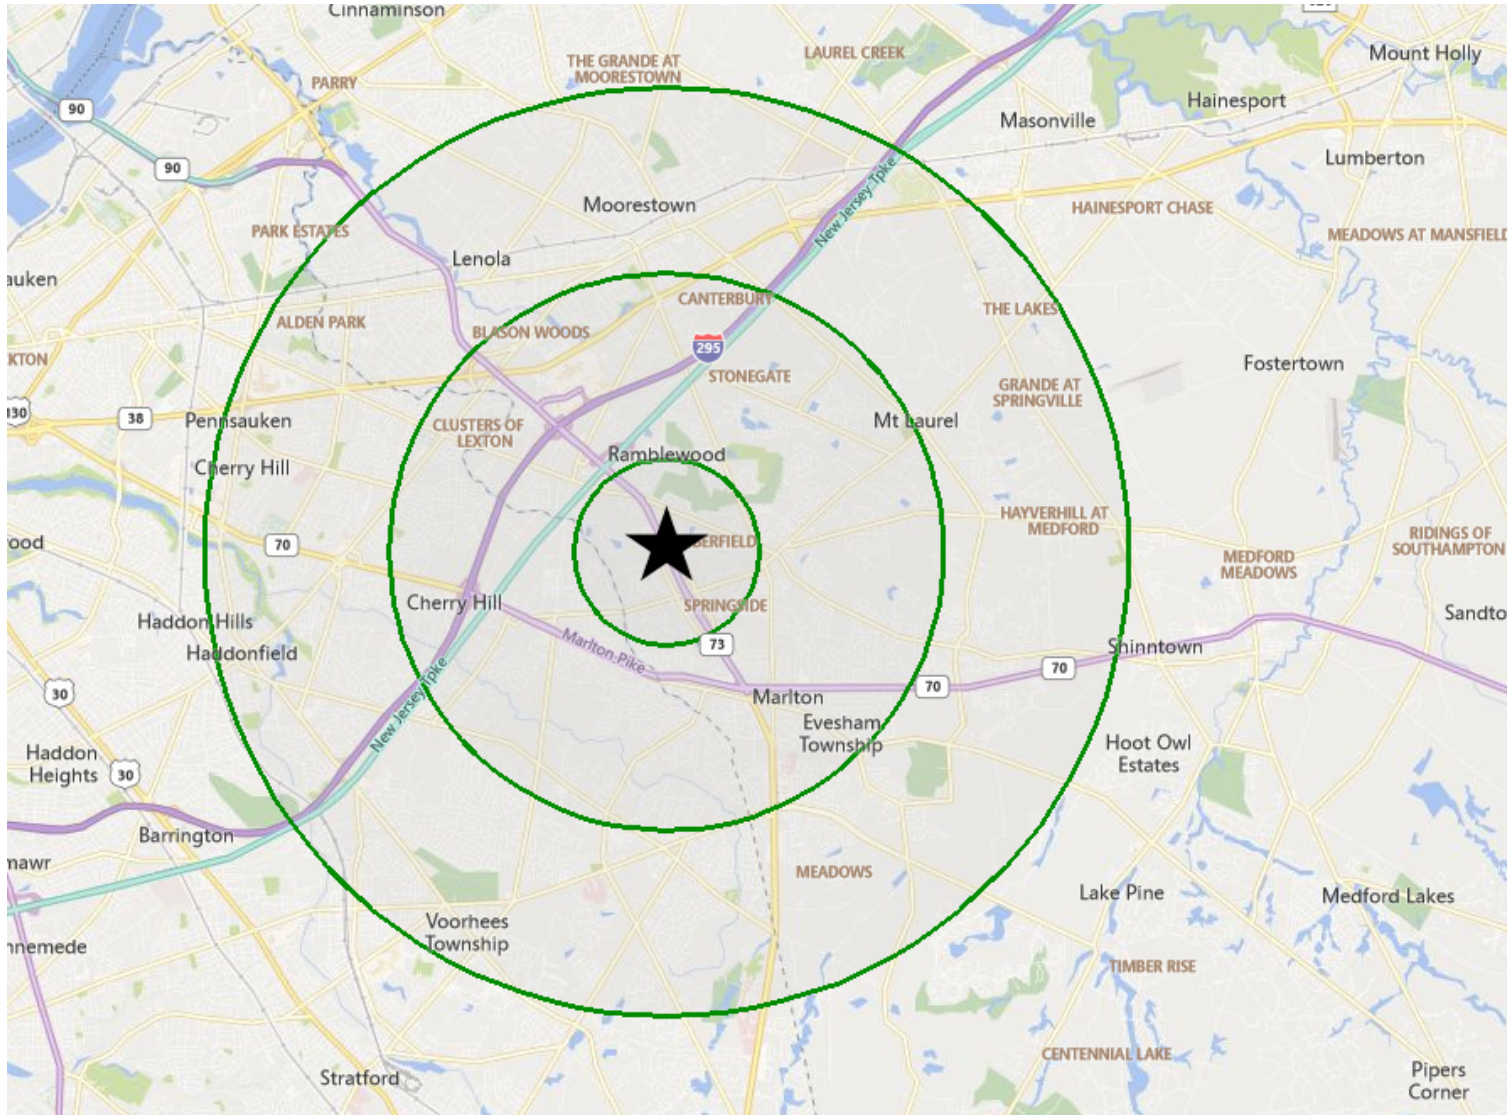 Cinnaminson
THE GRANDE AT
MOORESTOWN
LAUREL CREEK
Mount Holly
PARRY
90
Hainesport
Masonville
90
Lumberton
Moorestown
New Jersey Tpke
HAINESPORT CHASE
PARK ESTATES
MEADOWS AT MANSFIELD
Lenola
auken
CANTERBURY
THE LAKES
ALDEN PARK
BLASON WOODS
295
KTON
Fostertown
STONEGATE
GRANDE AT
SPRINGVILLE
130
38
Pennsauken
CLUSTERS OF
LEXTON
Mt Laurel
Ramblewood
Cherry Hill
HAYVERHILL AT
MEDFORD
RIDINGS OF
SOUTHAMPTON
ood
70
BERFIELD
MEDFORD
MEADOWS
Cherry Hill
SPRINGSIDE
Sandto
Haddon Hills
Marlton Pike
73
Shinntown
Haddonfield
70
70
30
New Jersey Tpke
Marlton
Evesham
Township
Haddon
Heights
30
Hoot Owl
Estates
Barrington
mawr
MEADOWS
Lake Pine
Medford Lakes
Voorhees
Township
nnemede
TIMBER RISE
CENTENNIAL LAKE
Stratford
Pipers
Corner